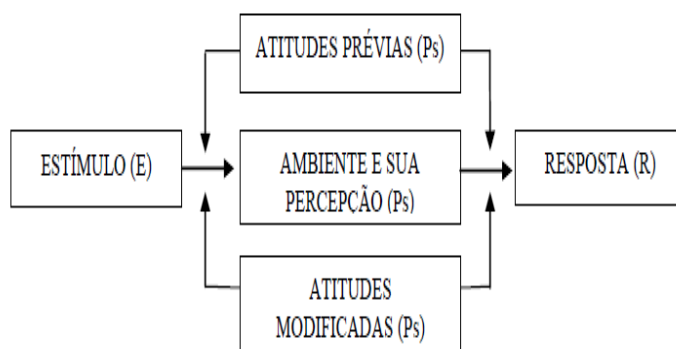 ATITUDES PRÉVIAS (Ps)
ESTÍMULO (E)
AMBIENTE E SUA
PERCEPÇÃO (Ps)
RESPOSTA (R)
ATITUDES
MODIFICADAS (Ps)